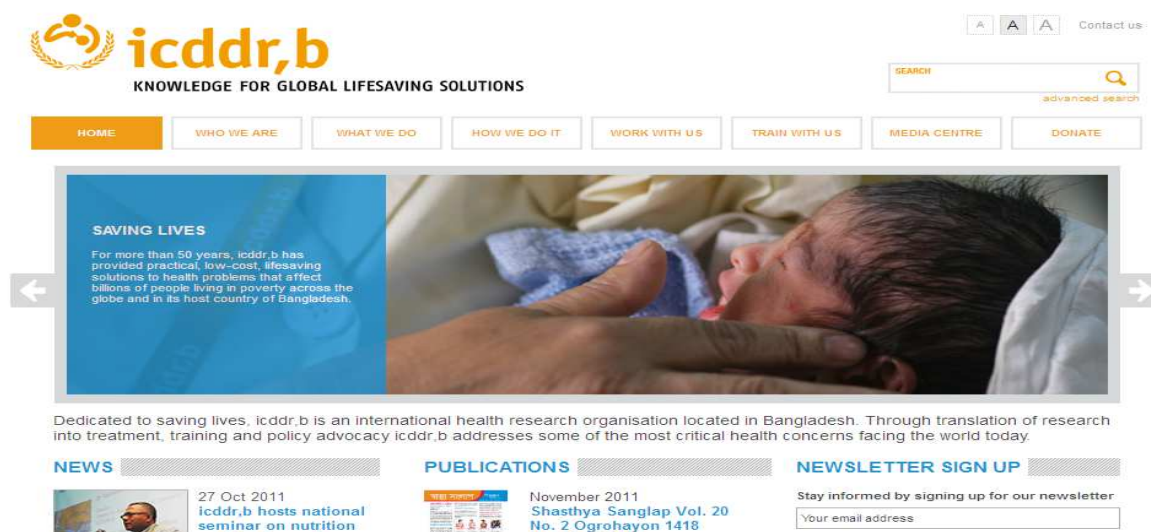 icddr,b
KNOWLEDGE FOR GLOBAL LIFESAVING SOLUTIONS
A A A Contact us
SEARCH
advanced search
HOME WHO WE ARE WHAT WE DO HOW WE DO IT WORK WITH US TRAIN WITH US MEDIA CENTRE DONATE
SAVING LIVES
For more than 50 years, icddr,b has
provided practical, low-cost, lifesaving
solutions to health problems that affect
billions of people living in poverty across the
globe and in its host country of Bangladesh.
Dedicated to saving lives, icddr,b is an international health research organisation located in Bangladesh. Through translation of research
into treatment, training and policy advocacy icddr,b addresses some of the most critical health concerns facing the world today.
NEWS
27 Oct 2011
icddr,b hosts national
seminar on nutrition
PUBLICATIONS
November 2011
Shasthya Sanglap Vol. 20
No. 2 Ogrohayon 1418
NEWSLETTER SIGN UP
Stay informed by signing up for our newsletter
Your email address